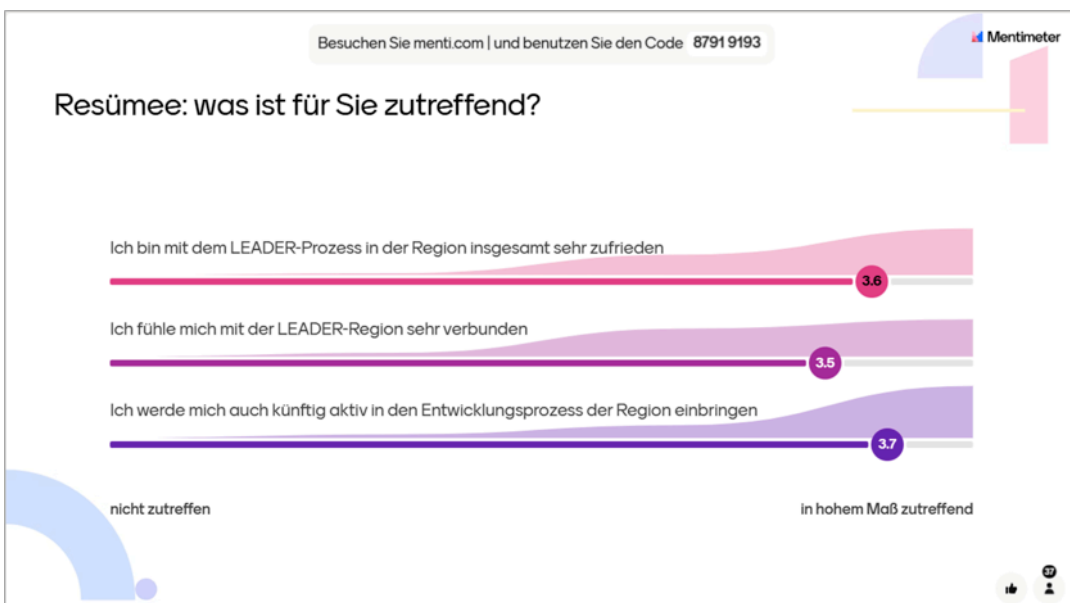 Besuchen Sie menti.com | und benutzen Sie den Code 8791 9193
Mentimeter
Resümee: was ist für Sie zutreffend?
Ich bin mit dem LEADER-Prozess in der Region insgesamt sehr zufrieden
3.6
Ich fühle mich mit der LEADER-Region sehr verbunden
3.5
Ich werde mich auch künftig aktiv in den Entwicklungsprozess der Region einbringen
3.7
nicht zutreffen
in hohem Maß zutreffend
37